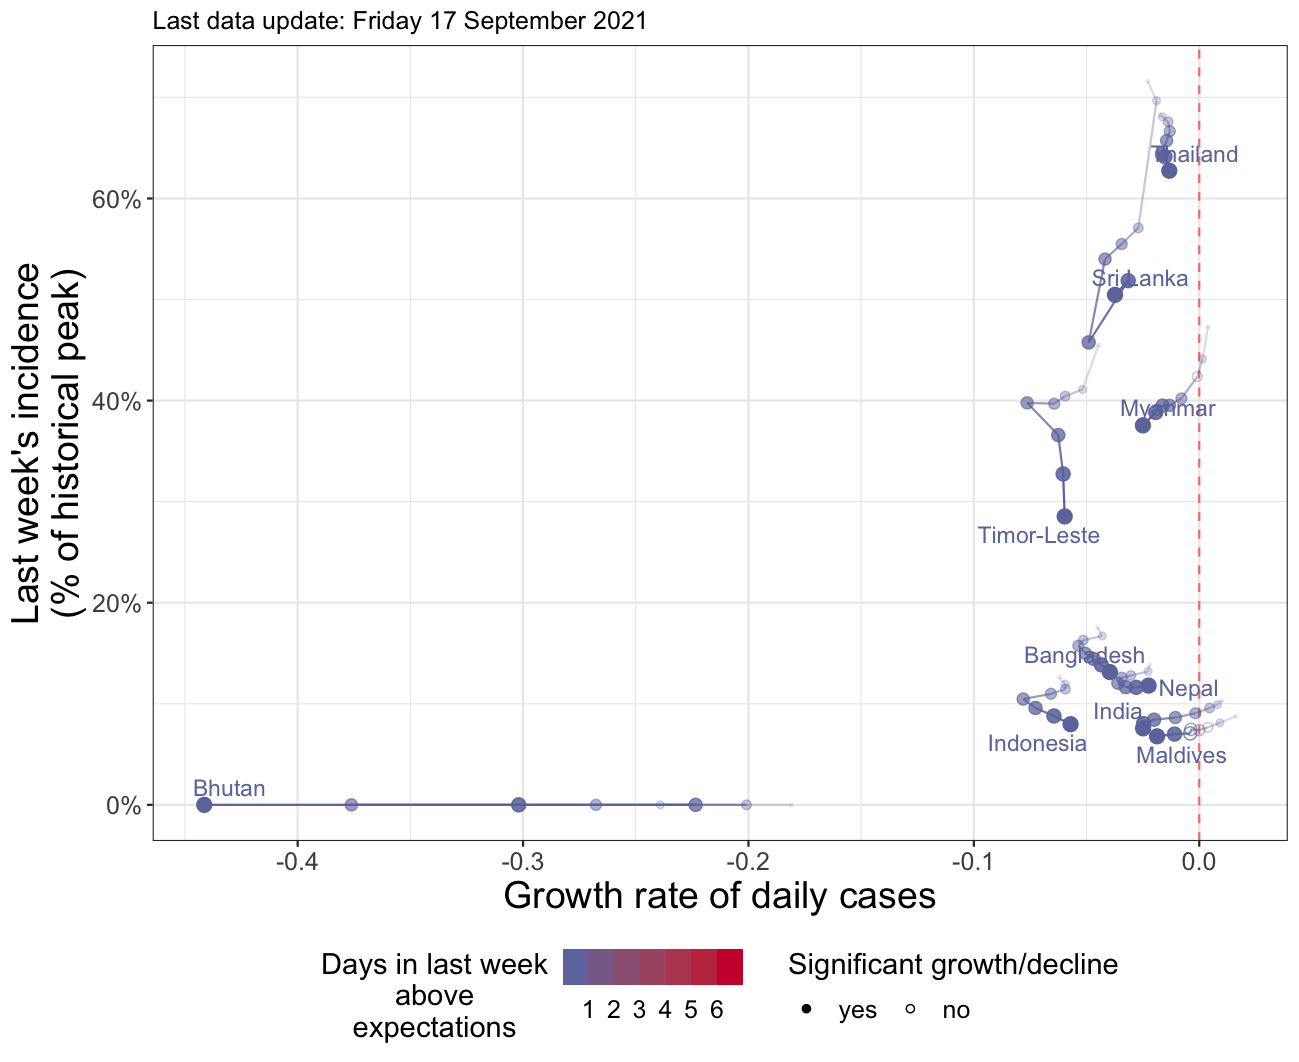 Last data update: Friday 17 September 2021
Last week's incidence
(% of historical peak)
60%
40%
20%
0%
Thailand
Sri Lanka
Myanmar
Timor-Leste
Bangladesh
Nepal
India
Indonesia
Maldives
Bhutan
-0.4 -0.3 -0.2 -0.1 0.0
Growth rate of daily cases
Days in last week
above
expectations
1 2 3 4 5 6
Significant growth/decline
yes no